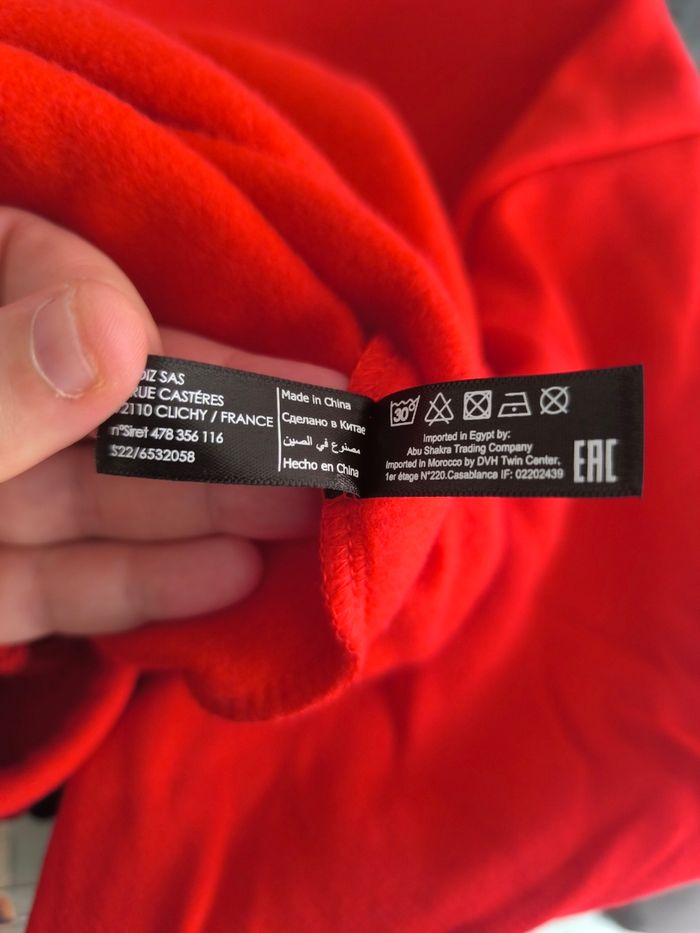 SAS
RUE CASTÉRES
2110 CLICHY / FRANCE
n°Siret 478 356 116
S22/6532058
Made in China
Сделано в Китае
مصنوع في الصين
Hecho en China
30°
Imported in Egypt by:
Abu Shakra Trading Company
Imported In Morocco by DVH Twin Center,
1er étage N°220.Casablanca IF: 02202439
EAC